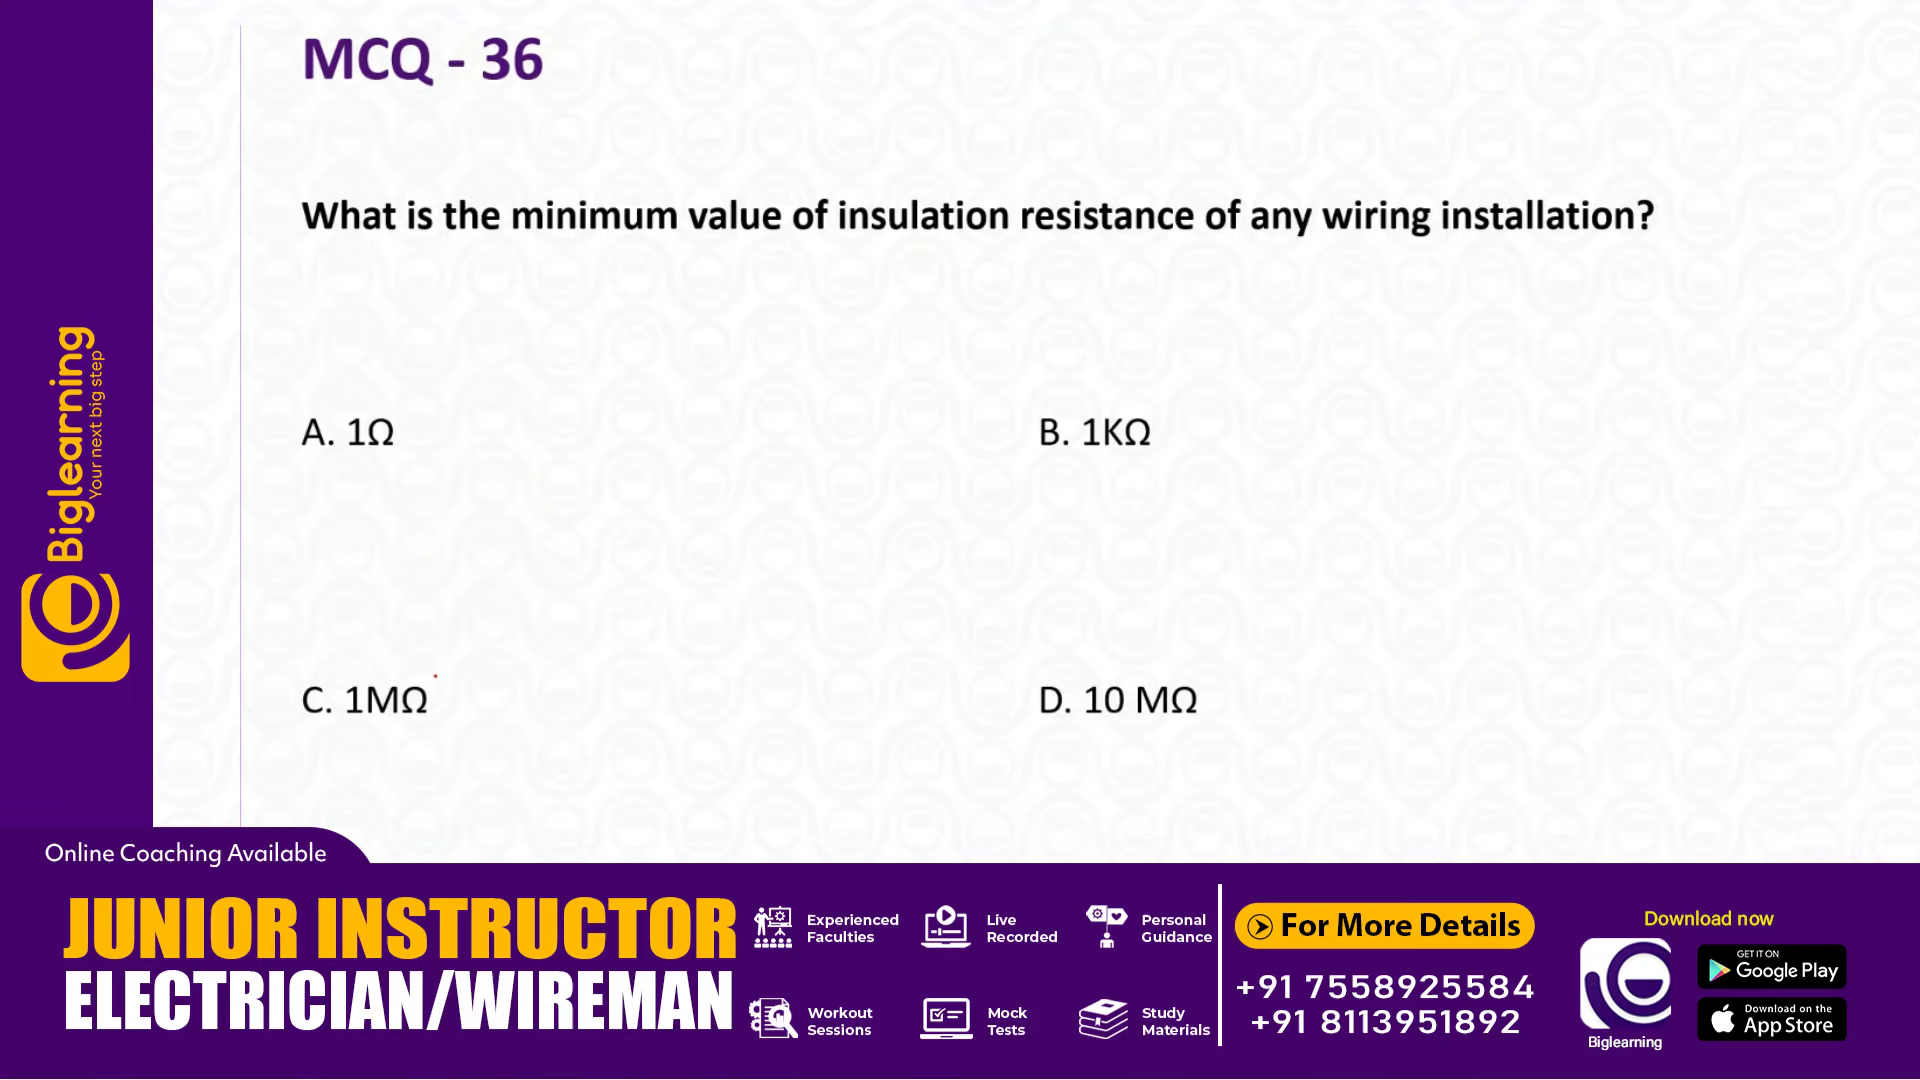 MCQ - 36
What is the minimum value of insulation resistance of any wiring installation?
A. 1Ω
B. 1KΩ
C. 1MΩ
D. 10 MΩ
Biglearning
Your next big step
Online Coaching Available
JUNIOR INSTRUCTOR
ELECTRICIAN/WIREMAN
Experienced
Faculties
Live
Recorded
Personal
Guidance
Workout
Sessions
Mock
Tests
Study
Materials
For More Details
+91 7558925584
+91 8113951892
Download now
Biglearning
GET IT ON
Google Play
Download on the
App Store